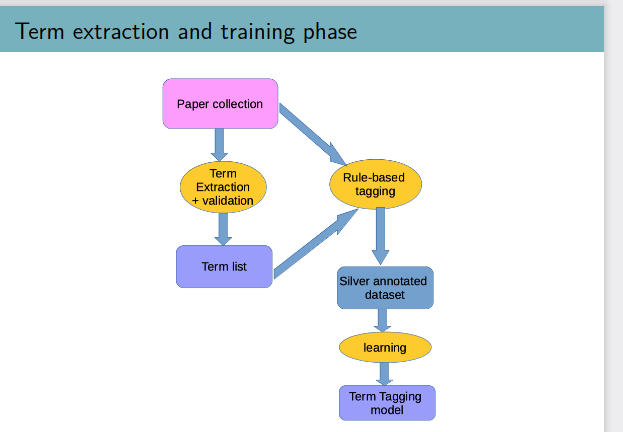 Term extraction and training phase
Paper collection
Term
Extraction
+ validation
Rule-based
tagging
Term list
Silver annotated
dataset
learning
Term Tagging
model